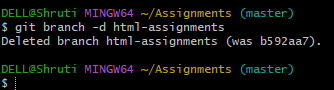 DELL@Shruti MINGW64 ~/Assignments (master)
$ git branch -d html-assignments
Deleted branch html-assignments (was b592aa7).
DELL@Shruti MINGW64 ~/Assignments (master)
$